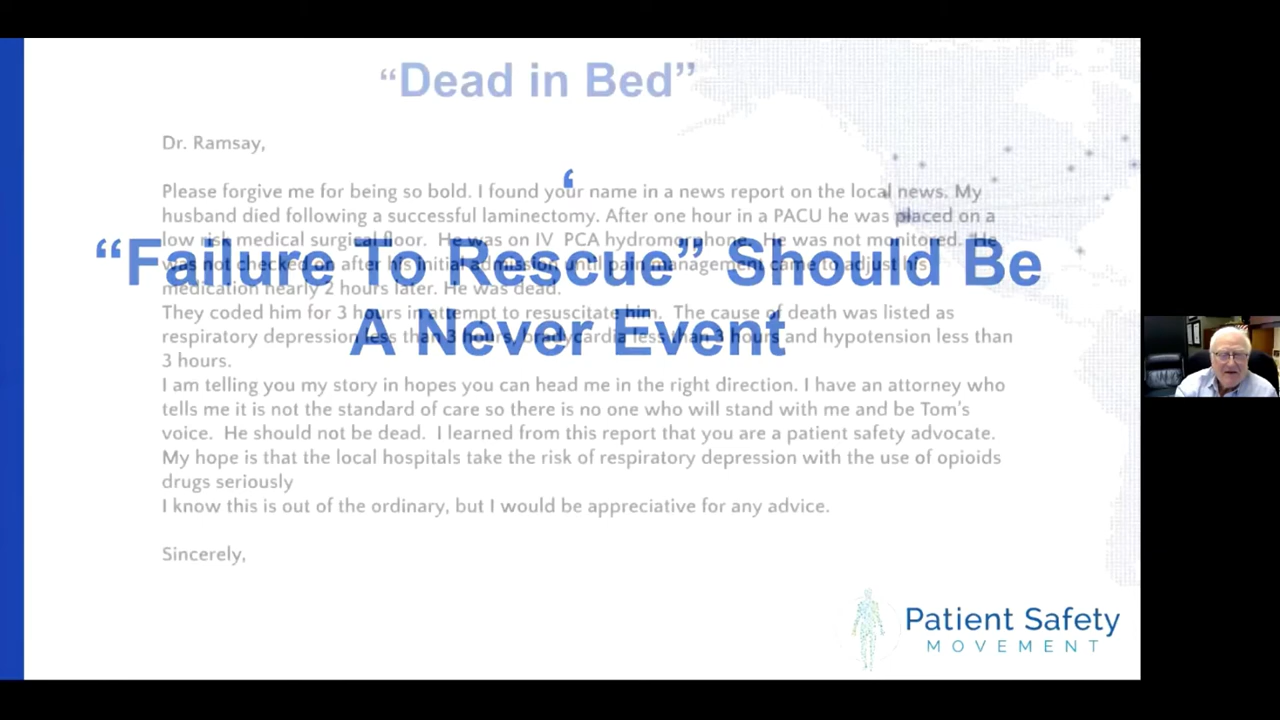 “Dead in Bed”
Dr. Ramsay,
Please forgive me for being so bold. I found your name in a news report on the local news. My
husband died following a successful laminectomy. After one hour in a PACU he was placed on a
low risk medical surgical floor. He was on IV PCA hydromorphone. He was not monitored. He
was not checked on after his initial admission until pain management came to adjust his
medication nearly 2 hours later. He was dead.
They coded him for 3 hours in attempt to resuscitate him. The cause of death was listed as
respiratory depression less than 3 hours, bradycardia less than 3 hours and hypotension less than
3 hours.
I am telling you my story in hopes you can head me in the right direction. I have an attorney who
tells me it is not the standard of care so there is no one who will stand with me and be Tom's
voice. He should not be dead. I learned from this report that you are a patient safety advocate.
My hope is that the local hospitals take the risk of respiratory depression with the use of opioids
drugs seriously
I know this is out of the ordinary, but I would be appreciative for any advice.
Sincerely,
‘
“Failure To Rescue” Should Be
A Never Event
Patient Safety
MOVEMENT